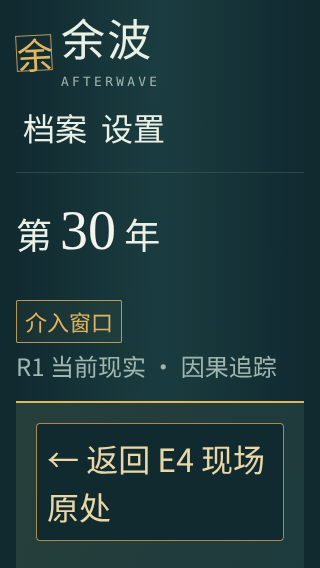 余 余波
AFTERWAVE
档案 设置
第 30 年
介入窗口
R1 当前现实 · 因果追踪
← 返回 E4 现场
原处